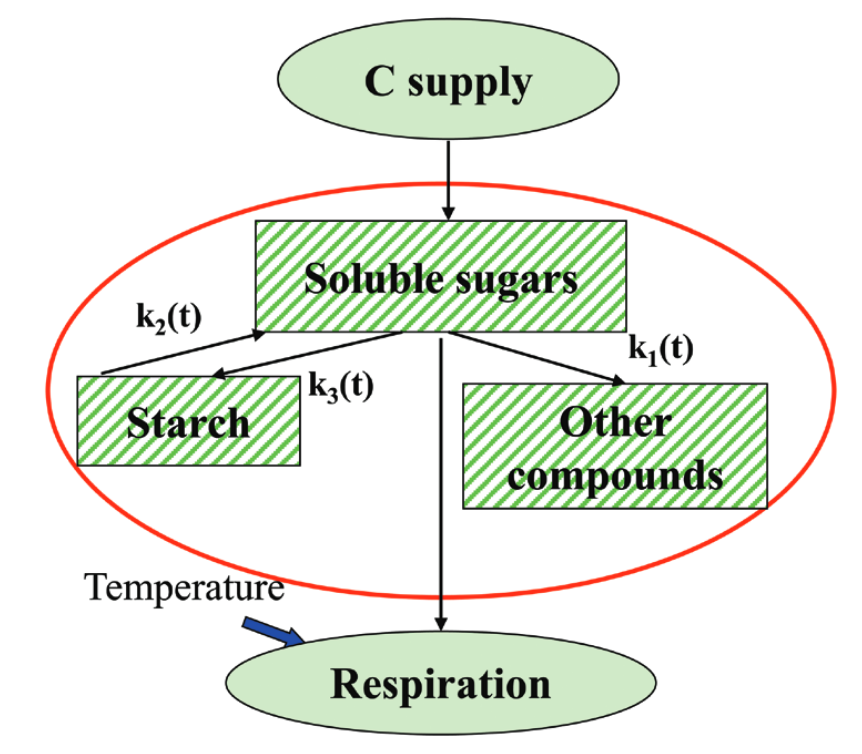 C supply
Soluble sugars
k₂(t)
k₁(t)
k₃(t)
Starch
Other
compounds
Temperature
Respiration